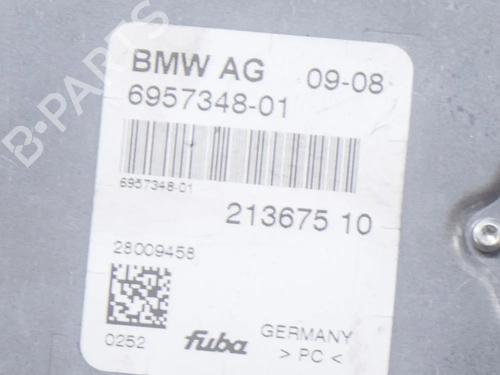 BMW AG 09-08
6957348-01
6957348-01
213675 10
28009458
0252 fuba GERMANY
> PC <
B-PARTS